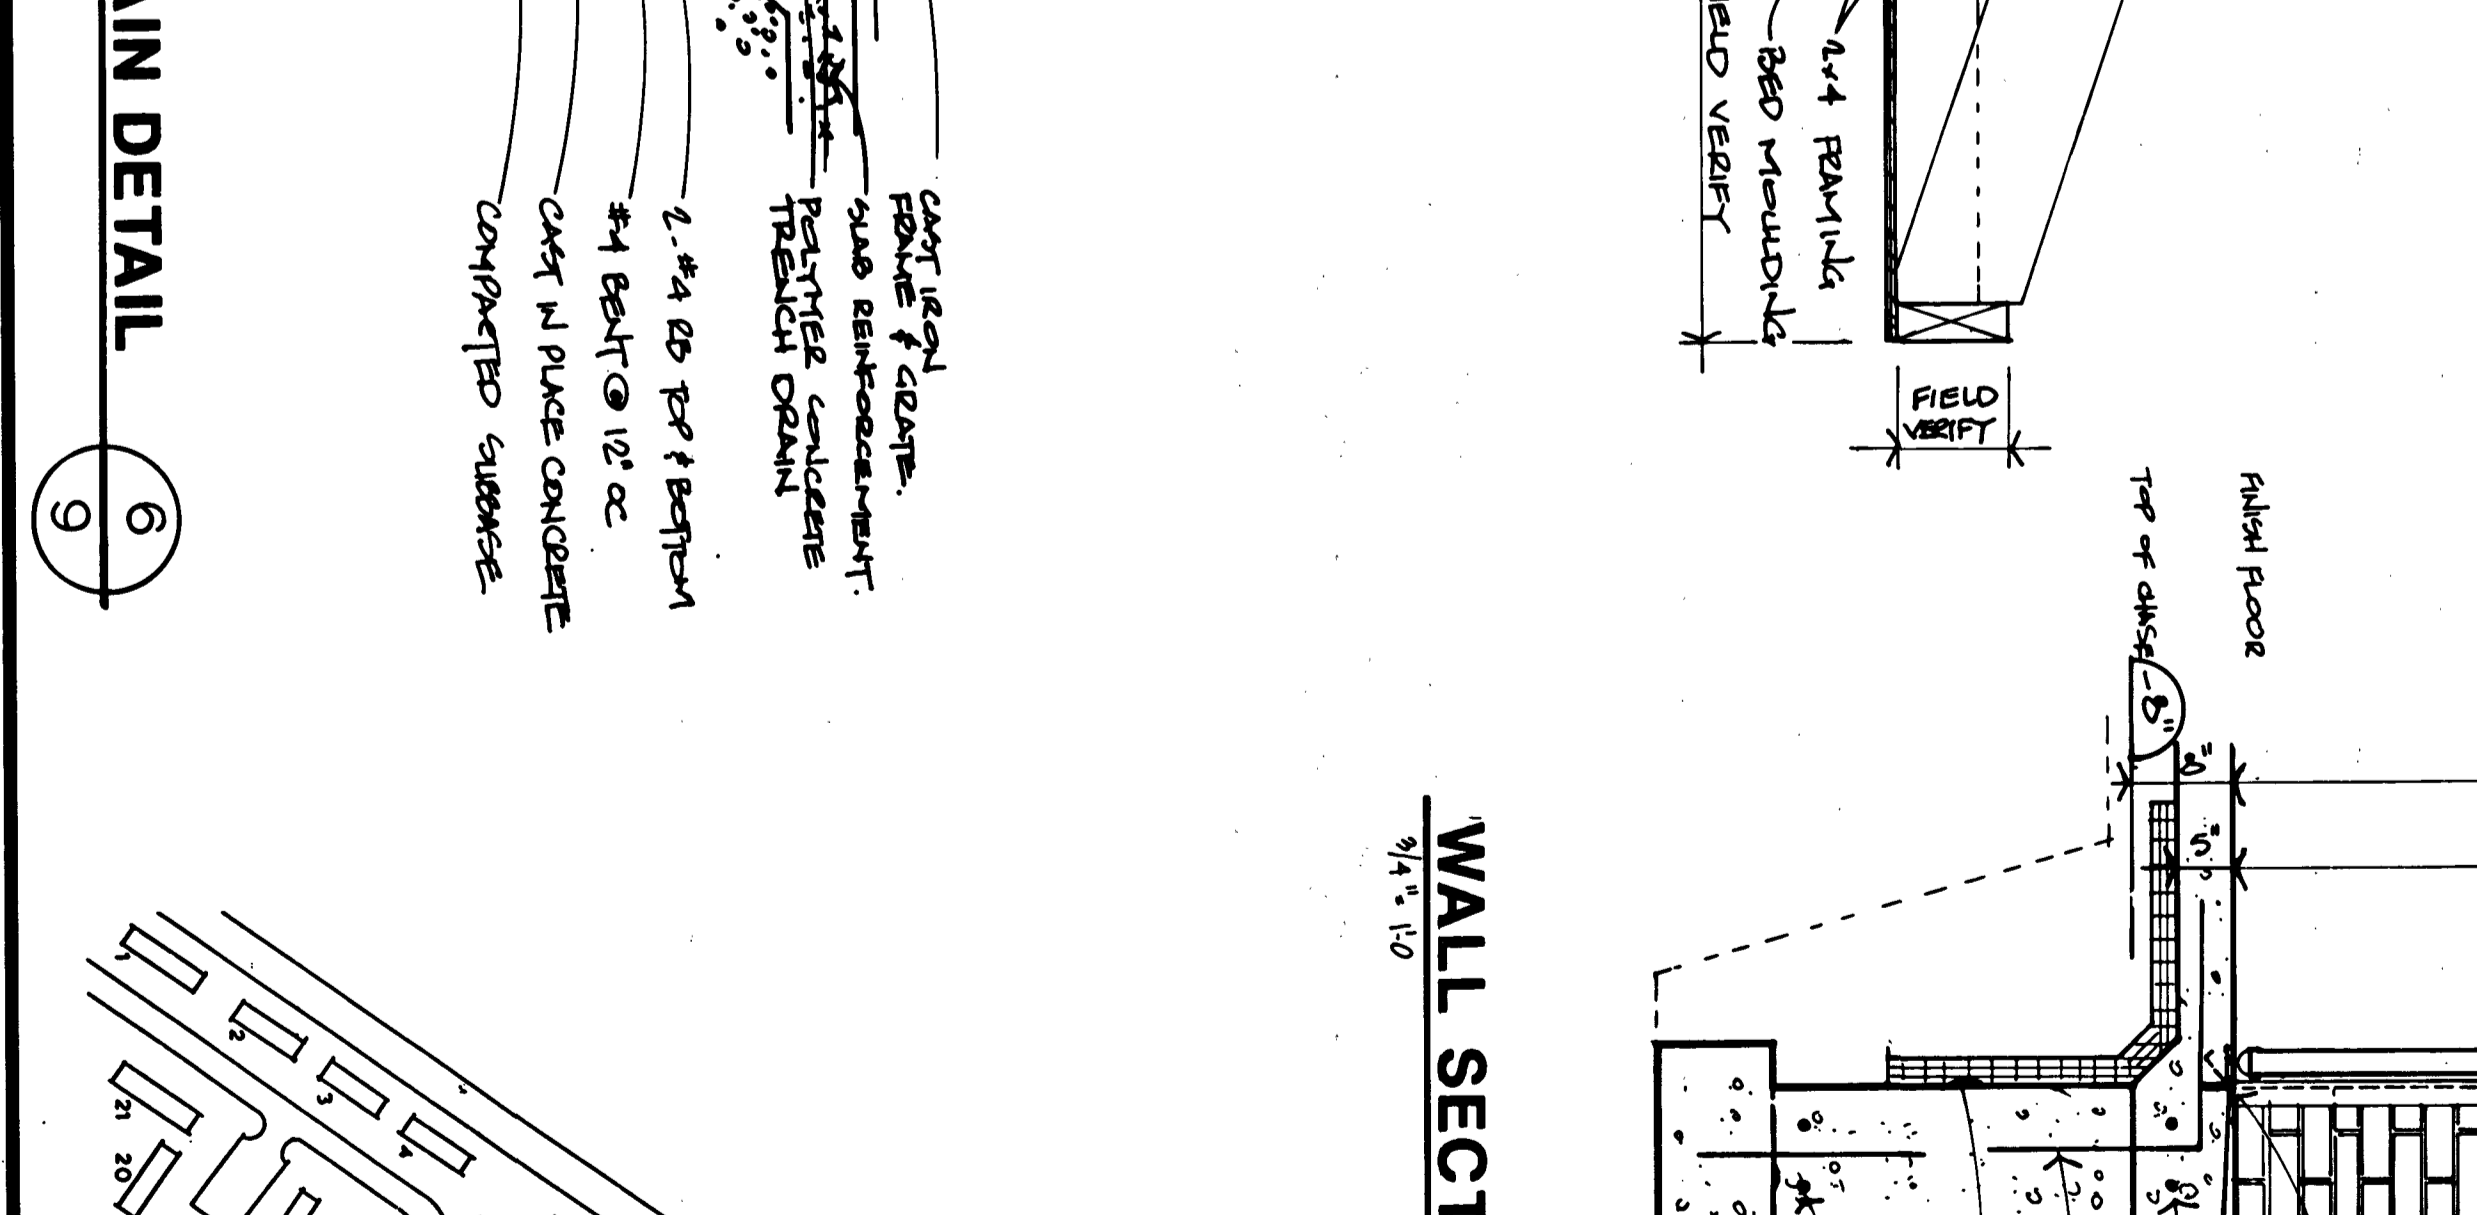 2x4 FRAMING
BED MOULDING
FIELD VERIFY
FIELD
VERIFY
FINISH FLOOR
TOP OF CHASE
-8"
8"
5"
WALL SECT
3/4" = 1'-0
CAST IRON
FRAME & GRATE.
SLAB REINFORCEMENT.
POLYMER CONCRETE
TRENCH DRAIN
2-#4 RB TOP & BOTTOM
#4 BENT @ 12" OC
CAST IN PLACE CONCRETE
COMPACTED SUBBASE
AIN DETAIL
6
9
1
2
3
4
21
20